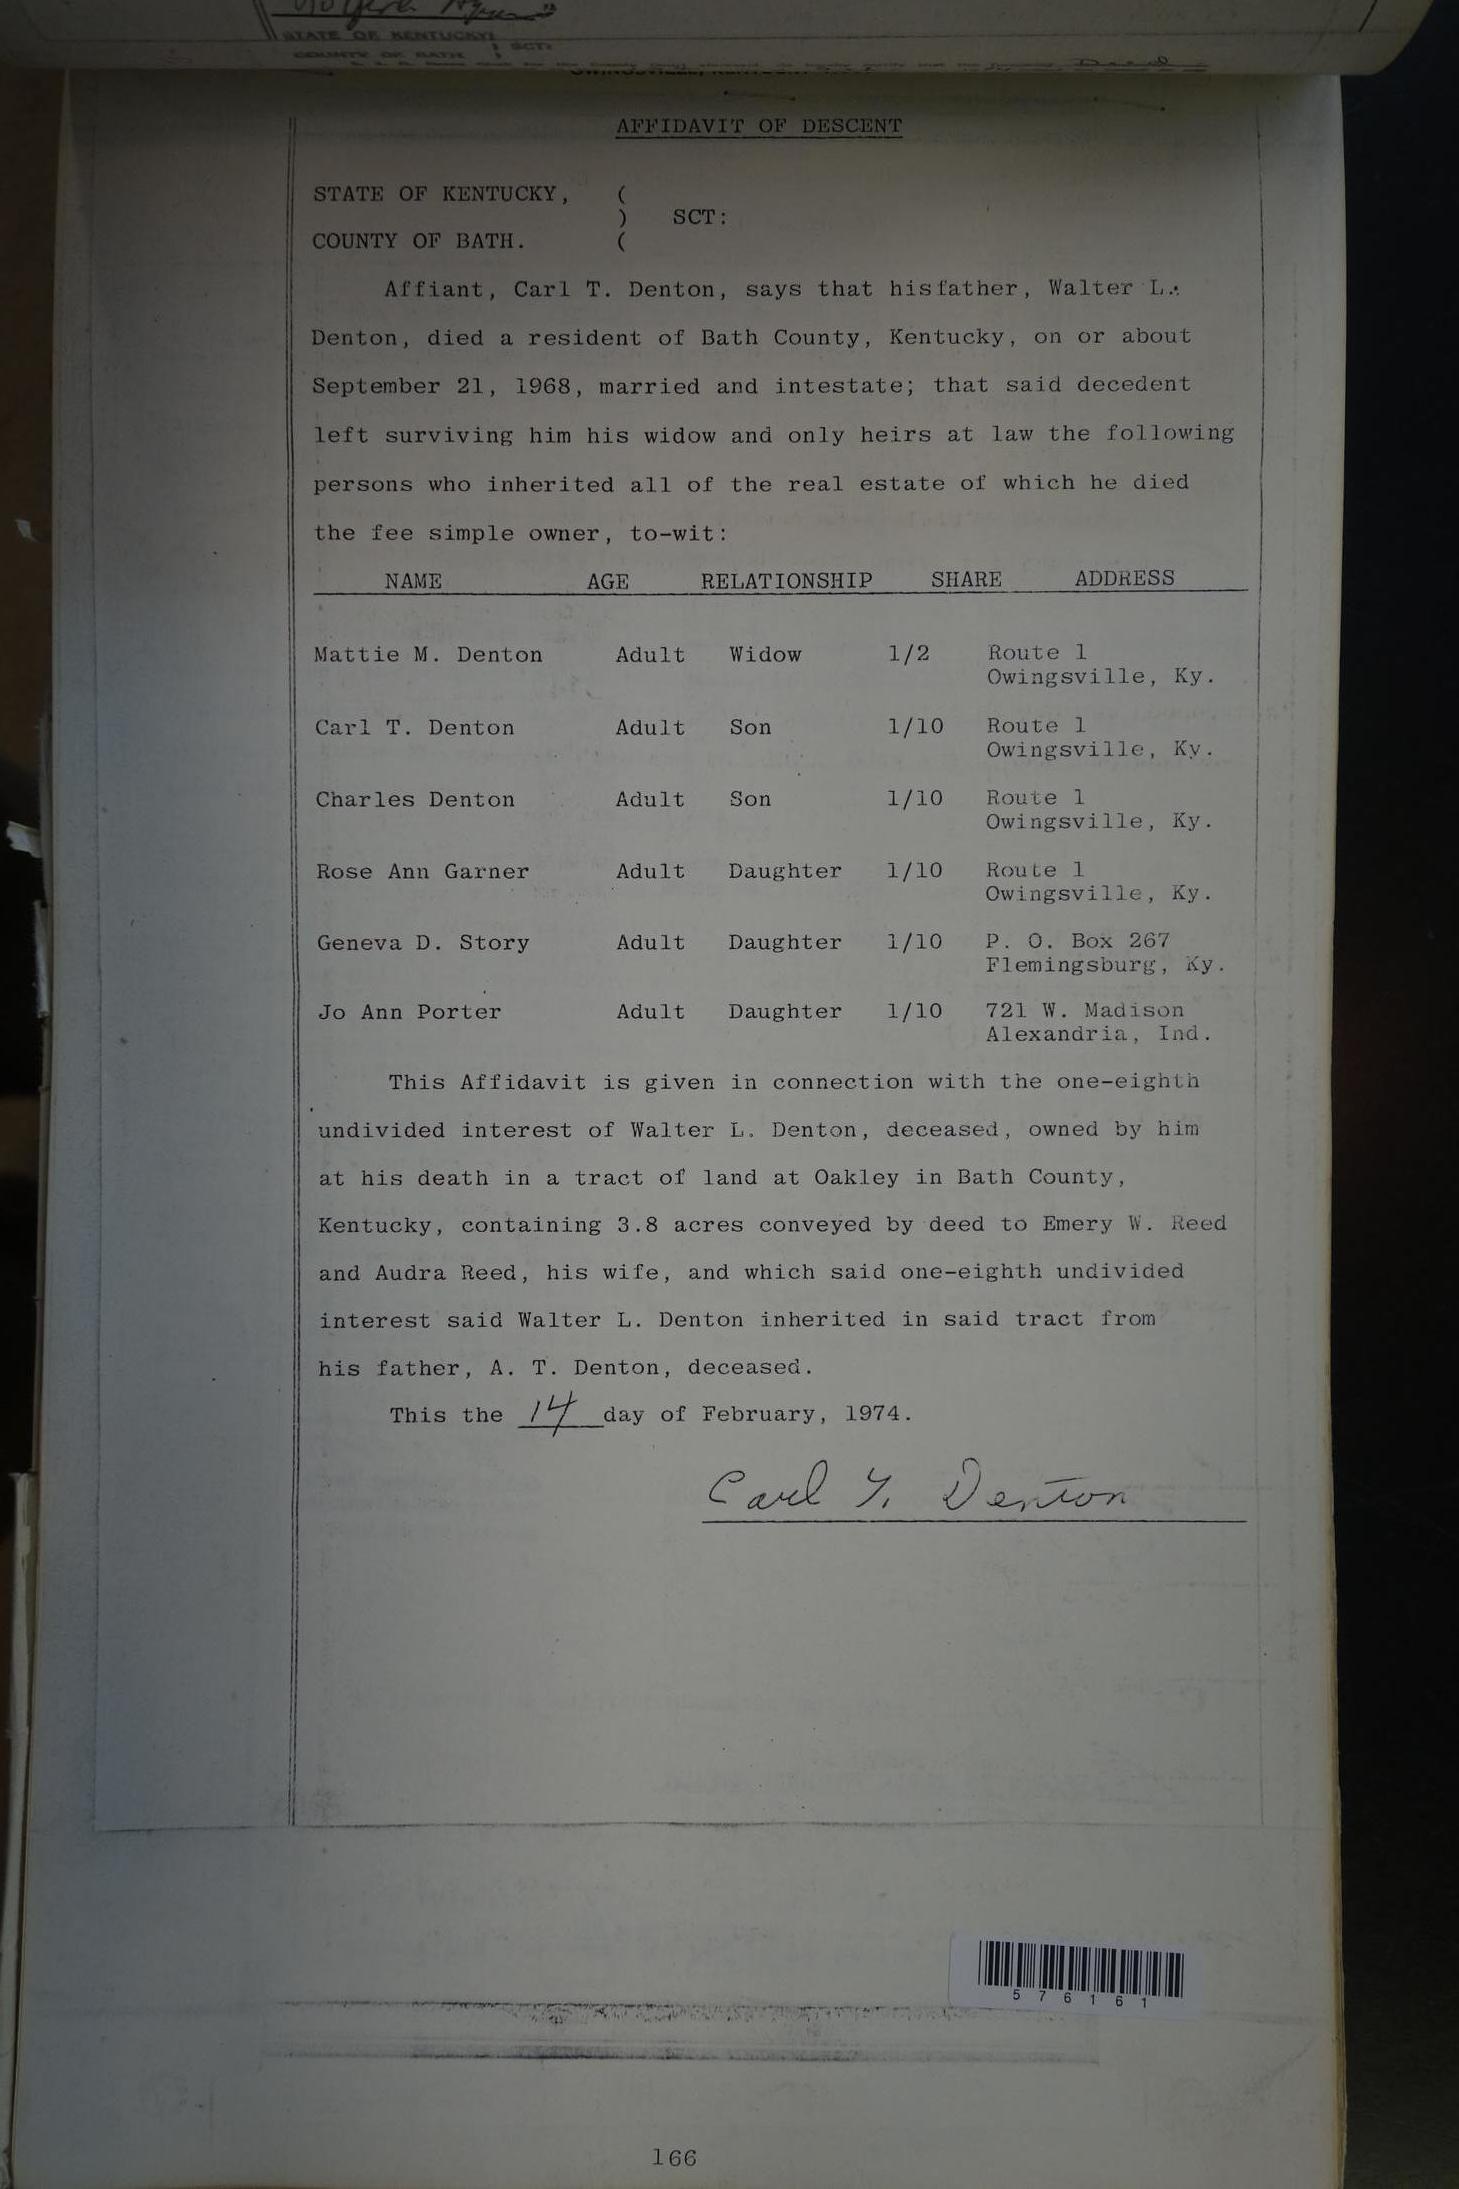 STATE OF KENTUCKY
COUNTY OF BATH SCT:
Deed
AFFIDAVIT OF DESCENT
STATE OF KENTUCKY, (
) SCT:
COUNTY OF BATH. (
Affiant, Carl T. Denton, says that hisfather, Walter L.
Denton, died a resident of Bath County, Kentucky, on or about
September 21, 1968, married and intestate; that said decedent
left surviving him his widow and only heirs at law the following
persons who inherited all of the real estate of which he died
the fee simple owner, to-wit:
NAME AGE RELATIONSHIP SHARE ADDRESS
Mattie M. Denton Adult Widow 1/2 Route 1
Owingsville, Ky.
Carl T. Denton Adult Son 1/10 Route 1
Owingsville, Ky.
Charles Denton Adult Son 1/10 Route 1
Owingsville, Ky.
Rose Ann Garner Adult Daughter 1/10 Route 1
Owingsville, Ky.
Geneva D. Story Adult Daughter 1/10 P. O. Box 267
Flemingsburg, Ky.
Jo Ann Porter Adult Daughter 1/10 721 W. Madison
Alexandria, Ind.
This Affidavit is given in connection with the one-eighth
undivided interest of Walter L. Denton, deceased, owned by him
at his death in a tract of land at Oakley in Bath County,
Kentucky, containing 3.8 acres conveyed by deed to Emery W. Reed
and Audra Reed, his wife, and which said one-eighth undivided
interest said Walter L. Denton inherited in said tract from
his father, A. T. Denton, deceased.
This the 14 day of February, 1974.
Carl T. Denton
576161
166